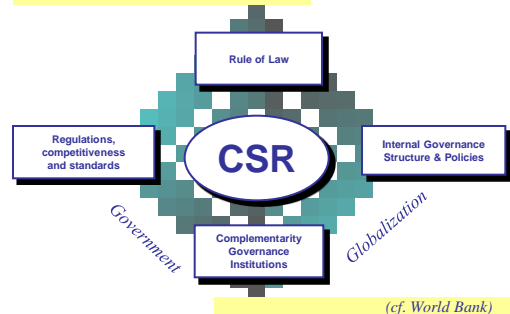 Rule of Law
Regulations,
competitiveness
and standards
CSR
Internal Governance
Structure & Policies
Government
Complementarity
Governance
Institutions
Globalization
(cf. World Bank)